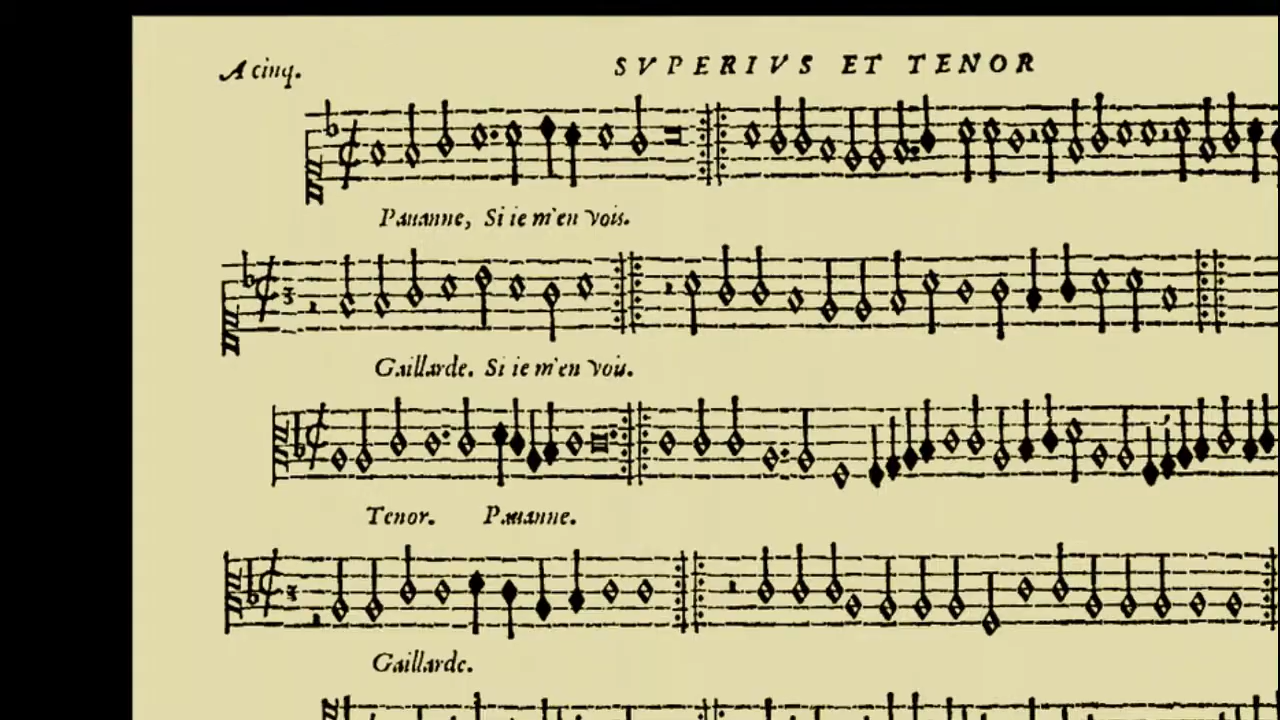 A cinq.
SVPERIVS ET TENOR
Pauanne, Si ie m'en vois.
Gaillarde. Si ie m'en vois.
Tenor. Pauanne.
Gaillarde.